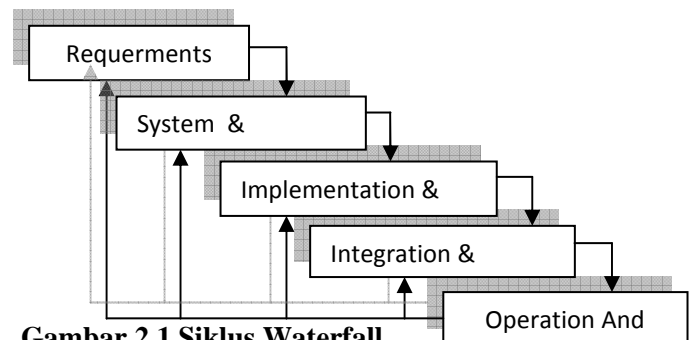 Requerments
System &
Implementation &
Integration &
Operation And
Gambar 2.1 Siklus Waterfall